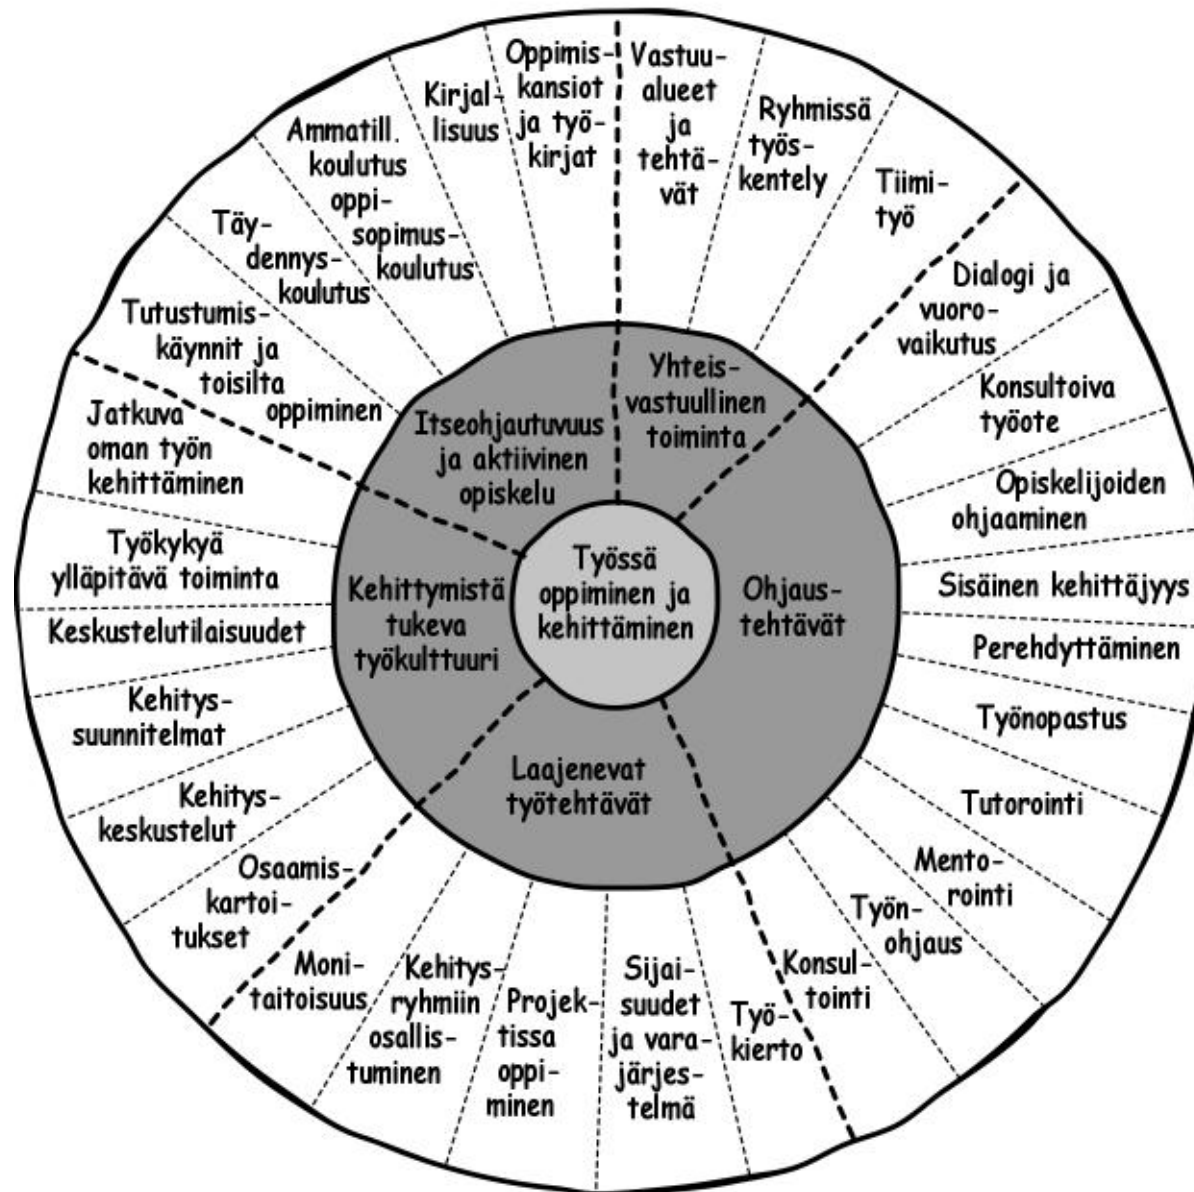 Työssä
oppiminen ja
kehittäminen
Yhteis-
vastuullinen
toiminta
Ohjaus-
tehtävät
Laajenevat
työtehtävät
Kehittymistä
tukeva
työkulttuuri
Itseohjautuvuus
ja aktiivinen
opiskelu
Vastuu-
alueet
ja
tehtä-
vät
Ryhmissä
työs-
kentely
Tiimi-
työ
Dialogi ja
vuoro-
vaikutus
Konsultoiva
työote
Opiskelijoiden
ohjaaminen
Sisäinen kehittäjyys
Perehdyttäminen
Työnopastus
Tutorointi
Mento-
rointi
Työn-
ohjaus
Konsul-
tointi
Työ-
kierto
Sijai-
suudet
ja vara-
järjes-
telmä
Projek-
tissa
oppi-
minen
Kehitys-
ryhmiin
osallis-
tuminen
Moni-
taitoisuus
Osaamis-
kartoi-
tukset
Kehitys-
keskustelut
Kehitys-
suunnitelmat
Keskustelutilaisuudet
Työkykyä
ylläpitävä toiminta
Jatkuva
oman työn
kehittäminen
Tutustumis-
käynnit ja
toisilta
oppiminen
Täy-
dennys-
koulutus
Ammatill.
koulutus
oppi-
sopimus-
koulutus
Kirjal-
lisuus
Oppimis-
kansiot
ja työ-
kirjat